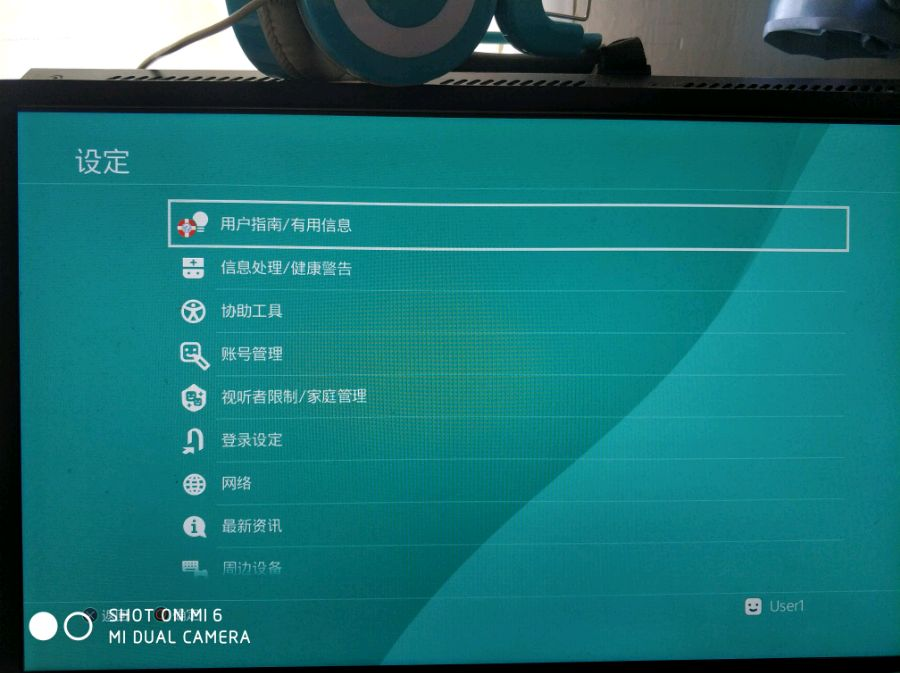 设定
用户指南/有用信息
信息处理/健康警告
协助工具
账号管理
视听者限制/家庭管理
登录设定
网络
最新资讯
周边设备
User1
SHOT ON MI 6
MI DUAL CAMERA